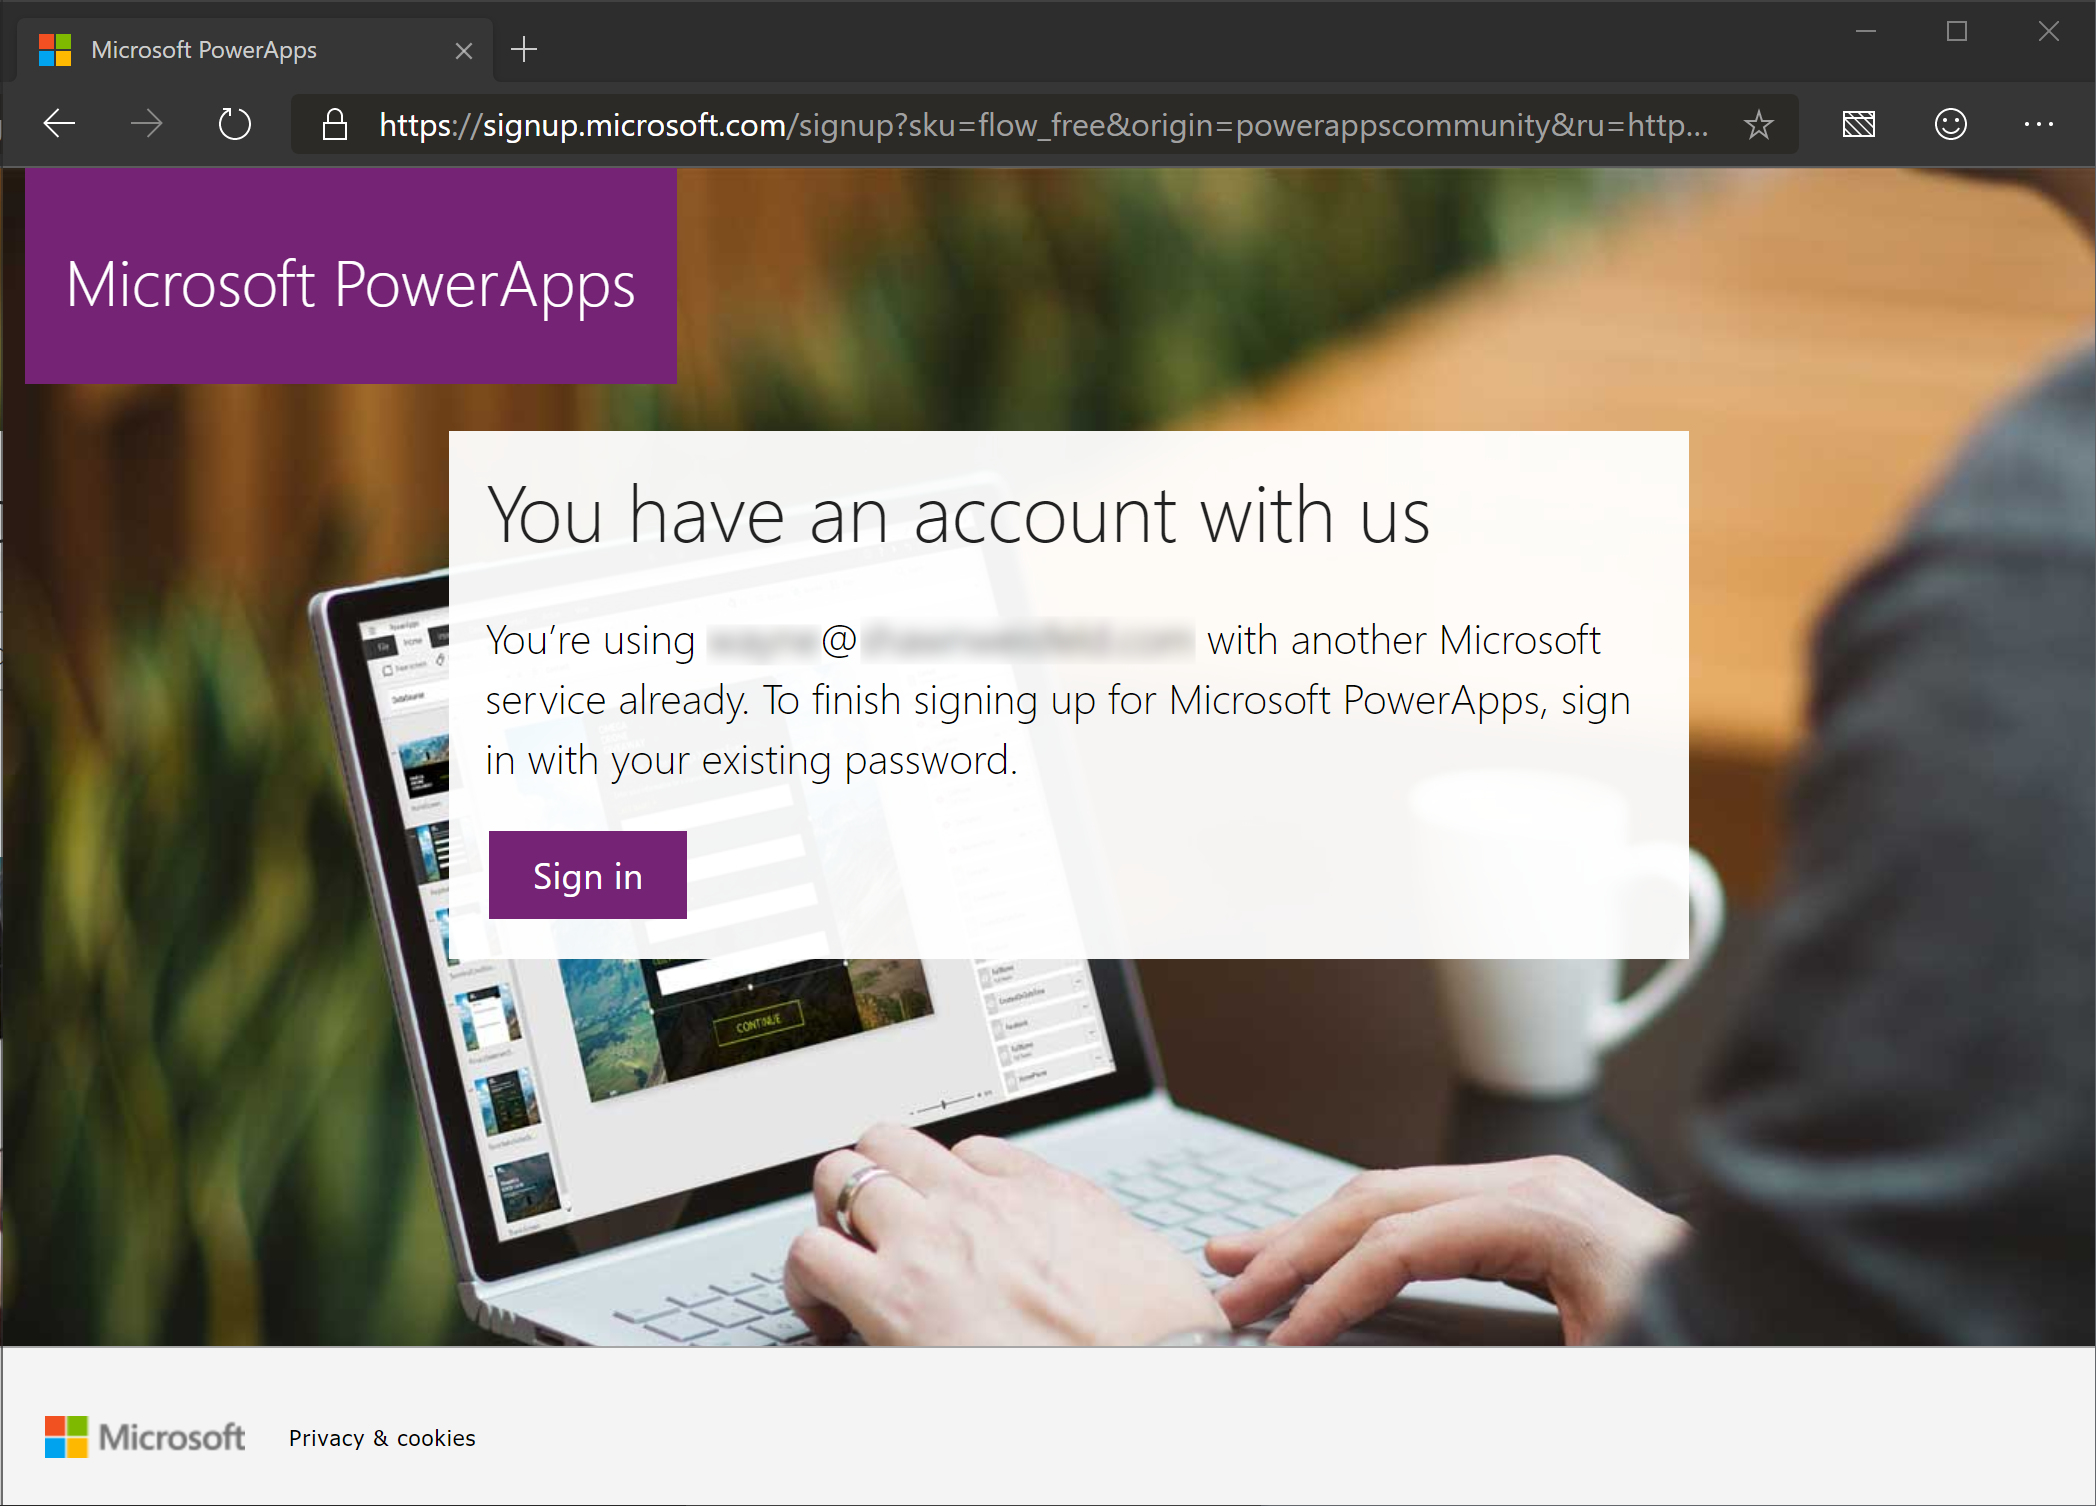 Microsoft PowerApps
https://signup.microsoft.com/signup?sku=flow_free&origin=powerappscommunity&ru=http...
Microsoft PowerApps
You have an account with us
You’re using @ with another Microsoft
service already. To finish signing up for Microsoft PowerApps, sign
in with your existing password.
Sign in
CONTINUE
Microsoft
Privacy & cookies